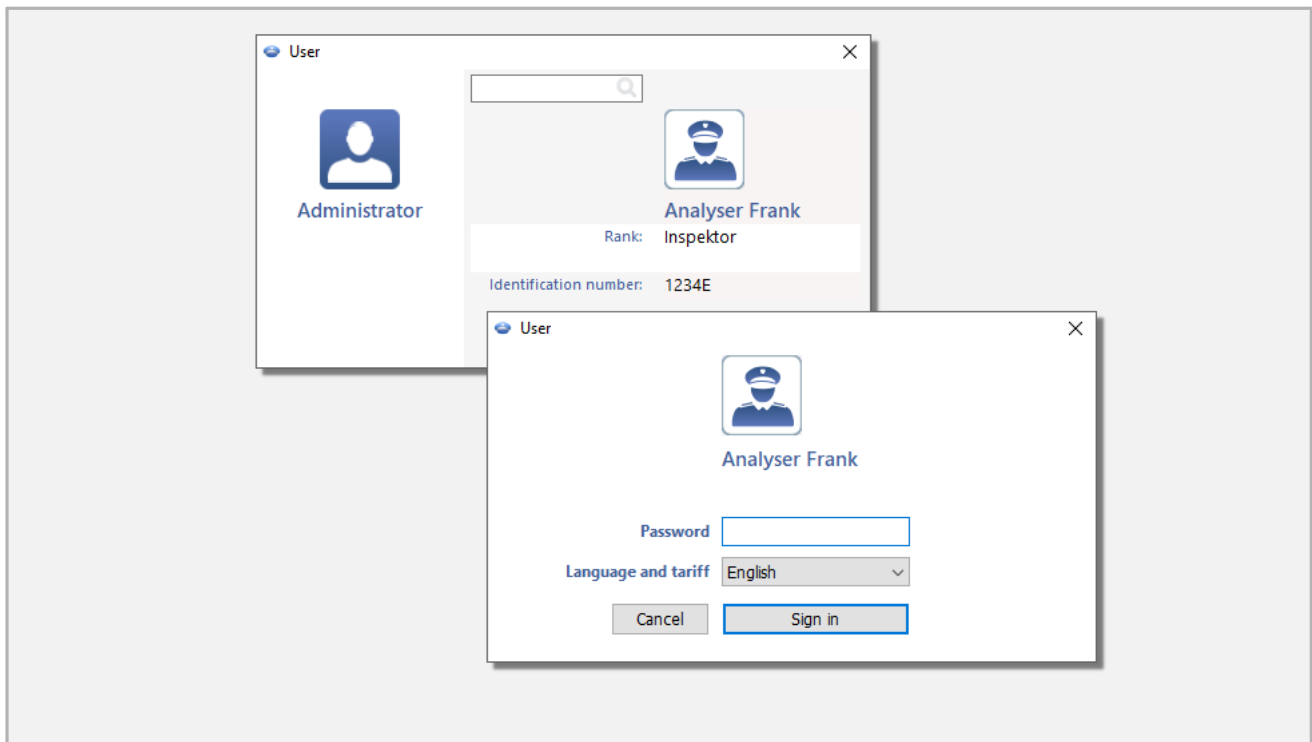 User
Administrator
Analyser Frank
Rank: Inspektor
Identification number: 1234E
User
Analyser Frank
Password
Language and tariff English
Cancel Sign in